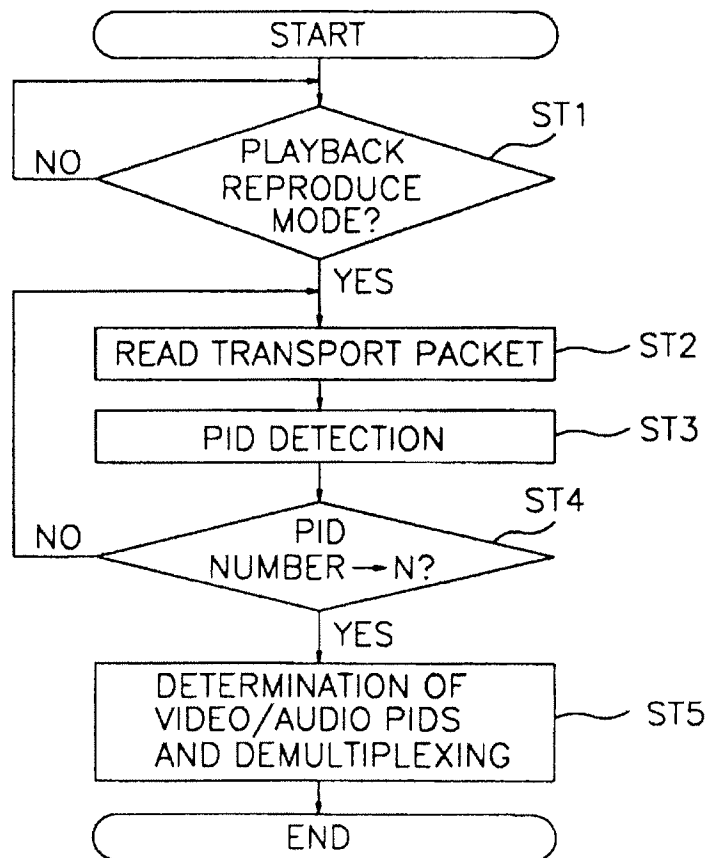 START
ST1
PLAYBACK
REPRODUCE
MODE?
NO
YES
READ TRANSPORT PACKET
ST2
PID DETECTION
ST3
ST4
PID
NUMBER→N?
NO
YES
DETERMINATION OF
VIDEO/AUDIO PIDS
AND DEMULTIPLEXING
ST5
END